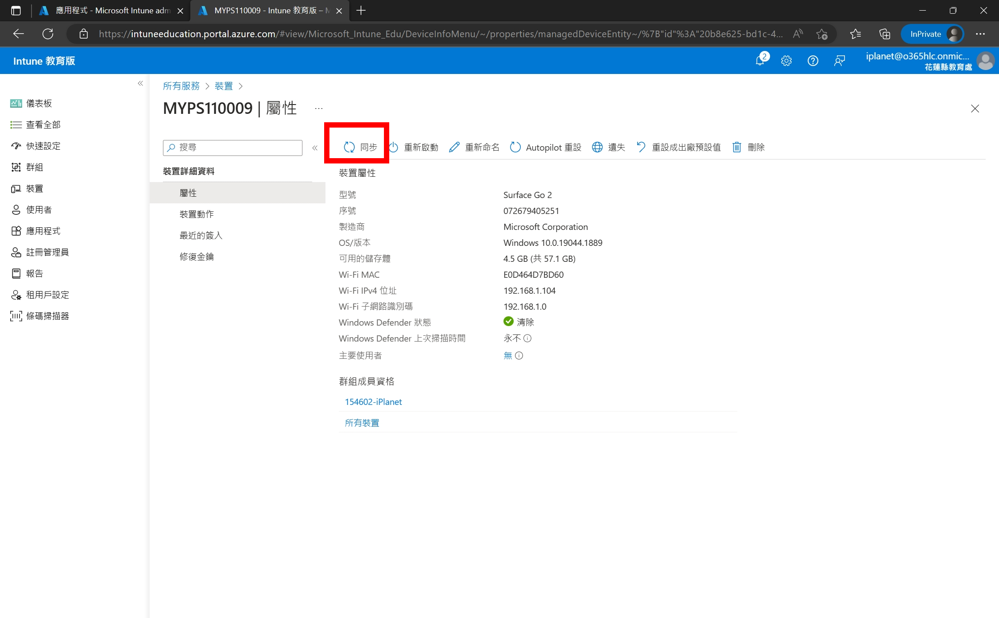 應用程式 - Microsoft Intune adm
MYPS110009 - Intune 教育版 – M
https://intuneeducation.portal.azure.com/#view/Microsoft_Intune_Edu/DeviceInfoMenu/~/properties/managedDeviceEntity~/%7B"id"%3A"20b8e625-bd1c-4...
InPrivate
Intune 教育版
2
iplanet@o365hlc.onmic...
花蓮縣教育處
儀表板
查看全部
快速設定
群組
裝置
使用者
應用程式
註冊管理員
報告
租用戶設定
條碼掃描器
所有服務 > 裝置 >
MYPS110009 | 屬性 ...
搜尋
裝置詳細資料
屬性
裝置動作
最近的簽入
修復金鑰
同步 重新啟動 重新命名 Autopilot 重設 遺失 重設成出廠預設值 刪除
裝置屬性
型號 Surface Go 2
序號 072679405251
製造商 Microsoft Corporation
OS/版本 Windows 10.0.19044.1889
可用的儲存體 4.5 GB (共 57.1 GB)
Wi-Fi MAC E0D464D7BD60
Wi-Fi IPv4 位址 192.168.1.104
Wi-Fi 子網路識別碼 192.168.1.0
Windows Defender 狀態 清除
Windows Defender 上次掃描時間 永不
主要使用者 無
群組成員資格
154602-iPlanet
所有裝置